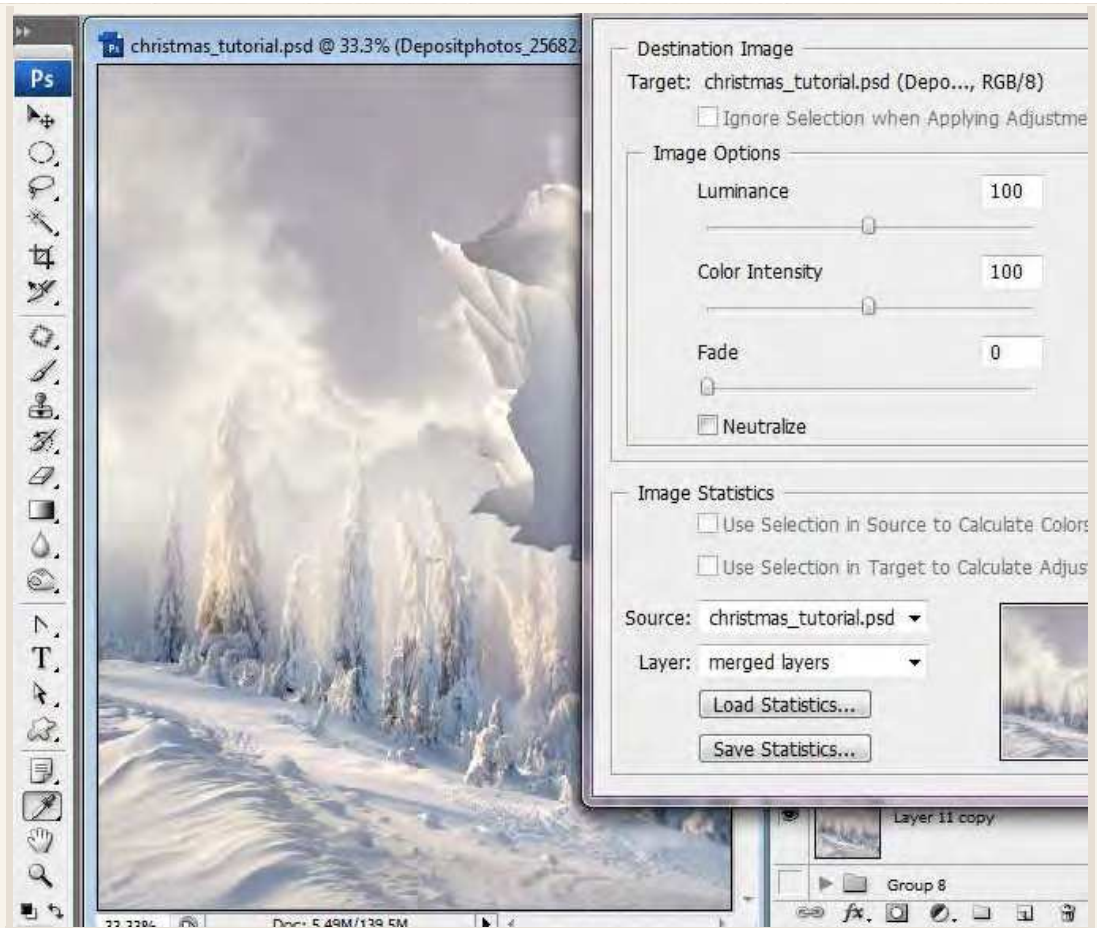 Ps
christmas_tutorial.psd @ 33.3% (Depositphotos_25682
Destination Image
Target: christmas_tutorial.psd (Depo..., RGB/8)
Ignore Selection when Applying Adjustme
Image Options
Luminance 100
Color Intensity 100
Fade 0
Neutralize
Image Statistics
Use Selection in Source to Calculate Colors
Use Selection in Target to Calculate Adjus
Source: christmas_tutorial.psd
Layer: merged layers
Load Statistics...
Save Statistics...
Layer 11 copy
Group 8
33.33% Doc: 5.49M/139.5M